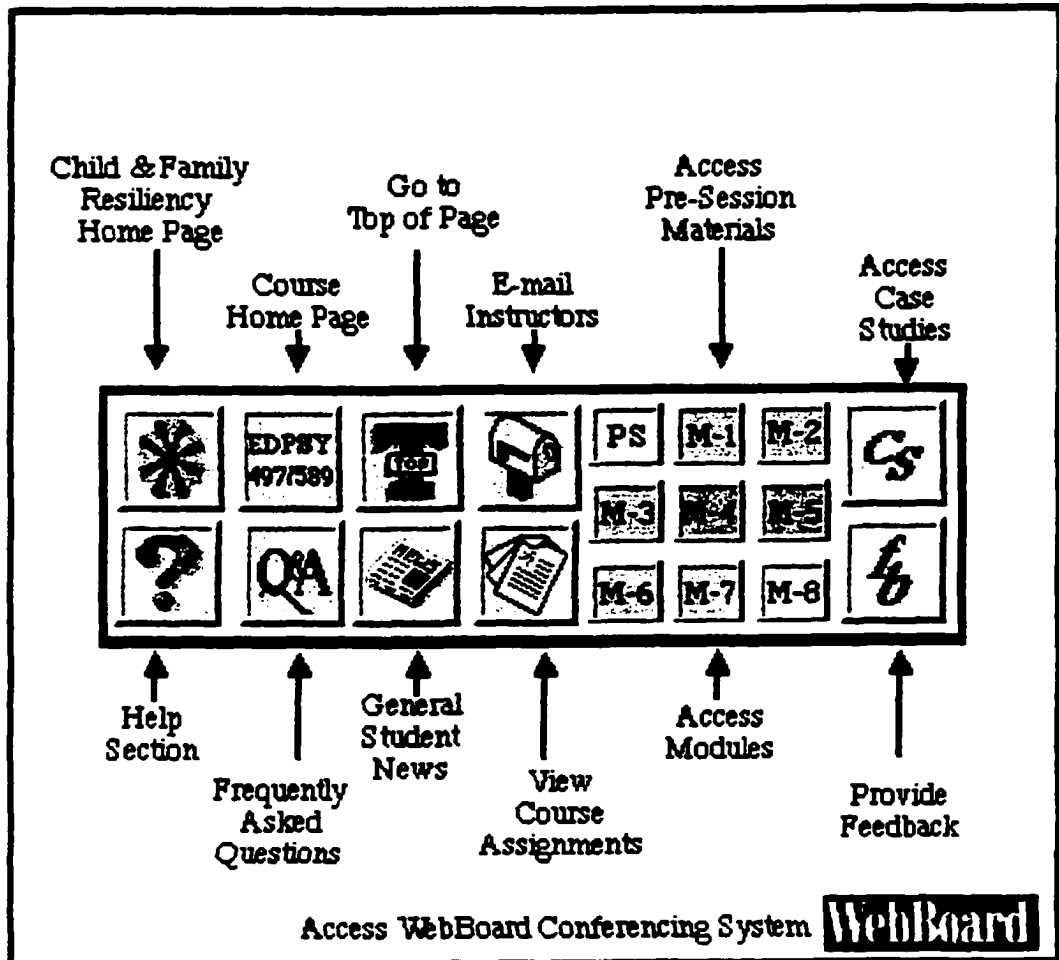 Child & Family
Resiliency
Home Page
Go to
Top of Page
Access
Pre-Session
Materials
Course
Home Page
E-mail
Instructors
Access
Case
Studies
EDPSY
497/589
TOP
PS
M-1
M-2
Cs
M-3
M-4
M-5
Q&A
NEWS
M-6
M-7
M-8
fb
Help
Section
General
Student
News
Access
Modules
Frequently
Asked
Questions
View
Course
Assignments
Provide
Feedback
Access WebBoard Conferencing System
WebBoard